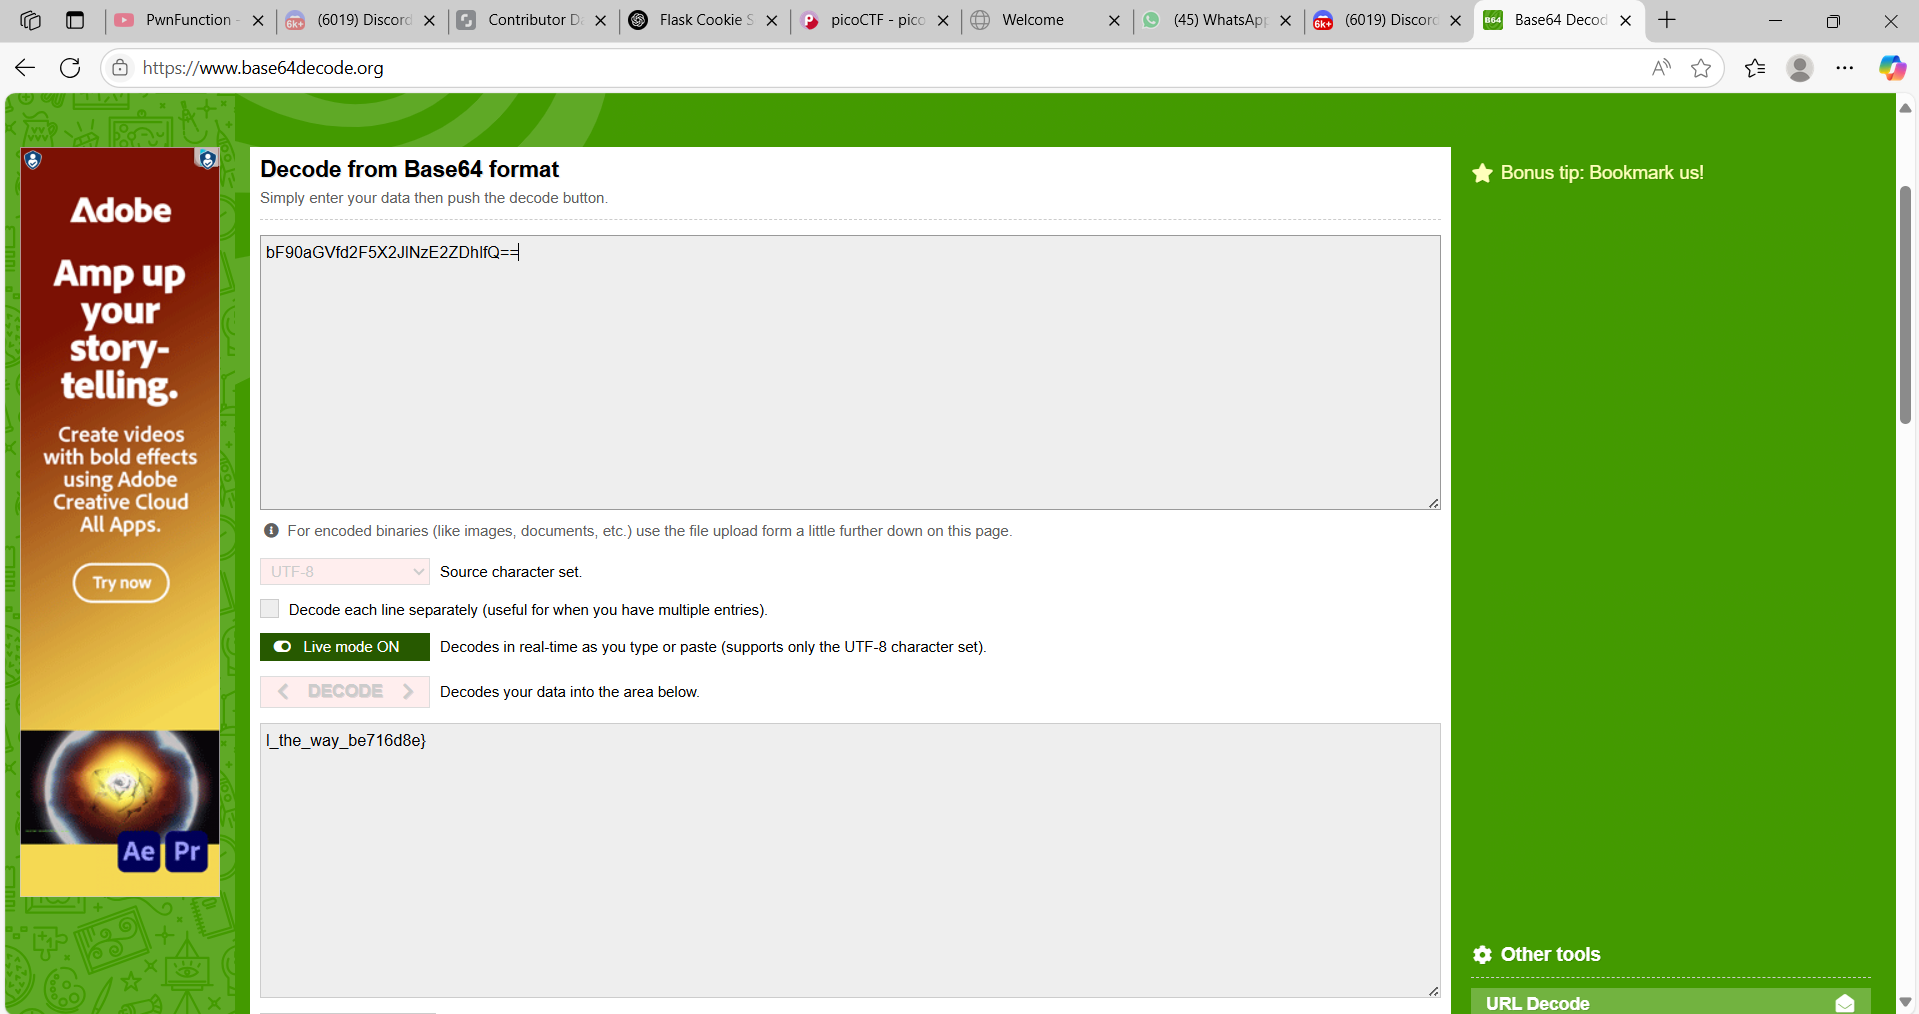 PwnFunction -
(6019) Discord
Contributor Da
Flask Cookie S
picoCTF - pico
Welcome
(45) WhatsApp
(6019) Discord
B64
Base64 Decod
6k+
6k+
https://www.base64decode.org
Decode from Base64 format
Simply enter your data then push the decode button.
bF90aGVfd2F5X2JlNzE2ZDhlfQ==
For encoded binaries (like images, documents, etc.) use the file upload form a little further down on this page.
UTF-8
Source character set.
Decode each line separately (useful for when you have multiple entries).
Live mode ON
Decodes in real-time as you type or paste (supports only the UTF-8 character set).
< DECODE >
Decodes your data into the area below.
l_the_way_be716d8e}
Adobe
Amp up
your
story-
telling.
Create videos
with bold effects
using Adobe
Creative Cloud
All Apps.
Try now
Ae
Pr
Bonus tip: Bookmark us!
Other tools
URL Decode